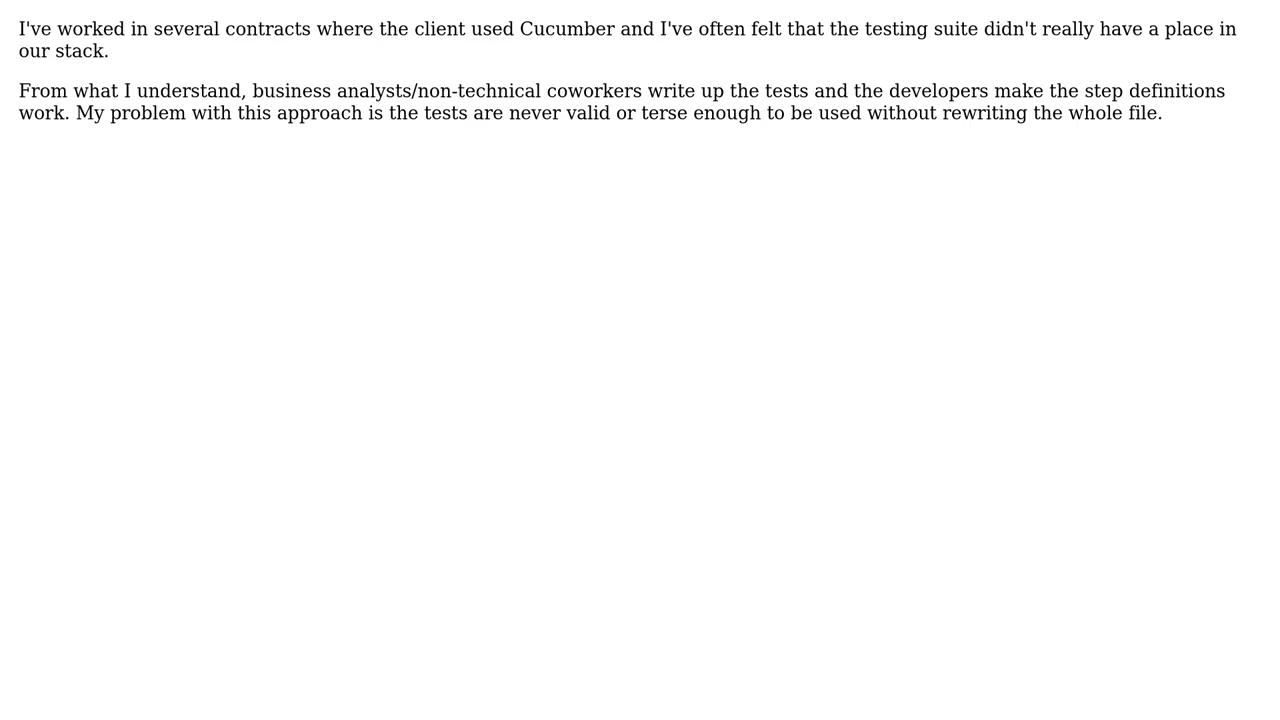 I've worked in several contracts where the client used Cucumber and I've often felt that the testing suite didn't really have a place in
our stack.
From what I understand, business analysts/non-technical coworkers write up the tests and the developers make the step definitions
work. My problem with this approach is the tests are never valid or terse enough to be used without rewriting the whole file.